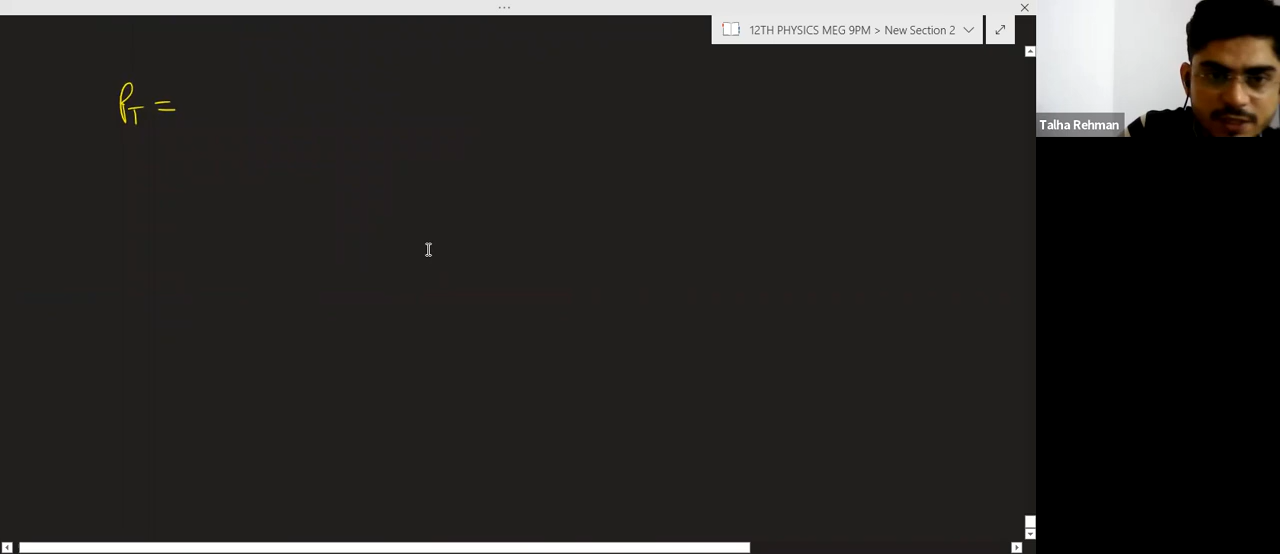 12TH PHYSICS MEG 9PM > New Section 2
P_T =
Talha Rehman